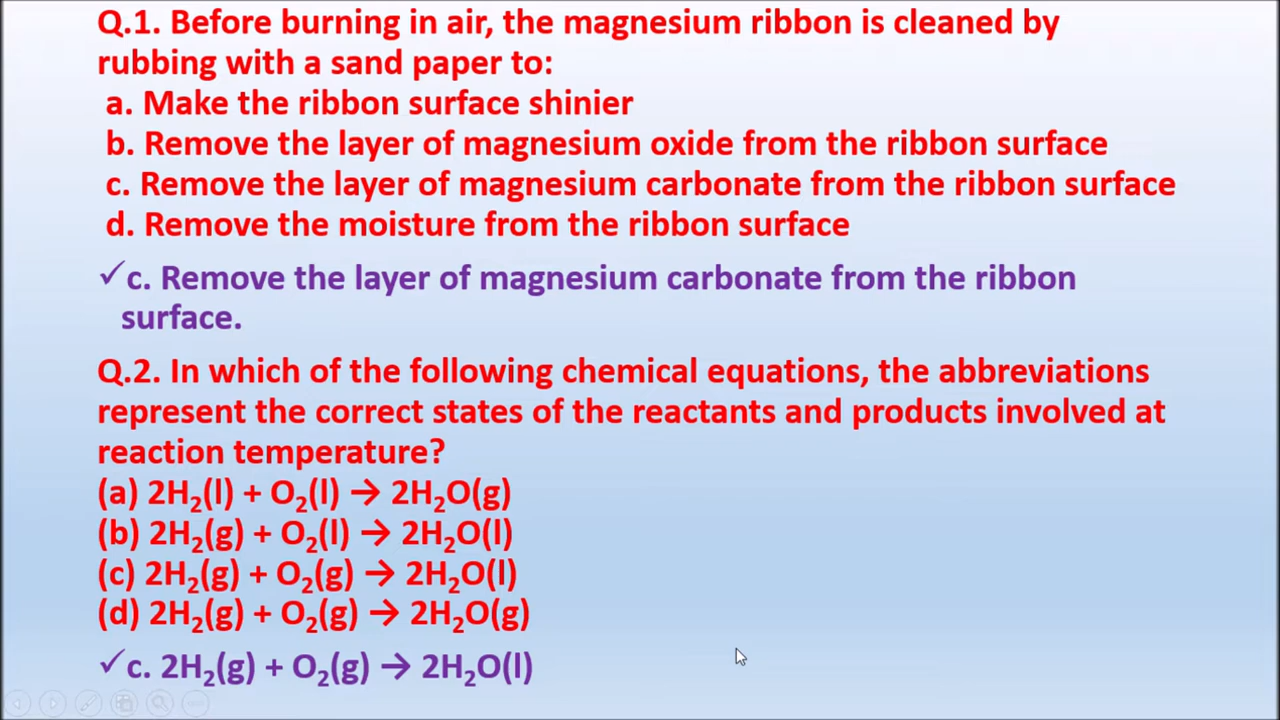 Q.1. Before burning in air, the magnesium ribbon is cleaned by
rubbing with a sand paper to:
a. Make the ribbon surface shinier
b. Remove the layer of magnesium oxide from the ribbon surface
c. Remove the layer of magnesium carbonate from the ribbon surface
d. Remove the moisture from the ribbon surface
✓c. Remove the layer of magnesium carbonate from the ribbon
surface.
Q.2. In which of the following chemical equations, the abbreviations
represent the correct states of the reactants and products involved at
reaction temperature?
(a) 2H₂(l) + O₂(l) → 2H₂O(g)
(b) 2H₂(g) + O₂(l) → 2H₂O(l)
(c) 2H₂(g) + O₂(g) → 2H₂O(l)
(d) 2H₂(g) + O₂(g) → 2H₂O(g)
✓c. 2H₂(g) + O₂(g) → 2H₂O(l)